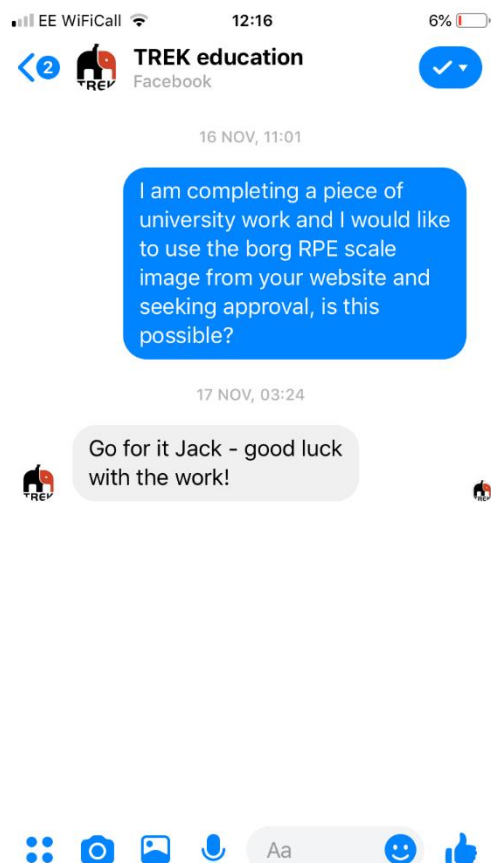 EE WiFiCall 12:16 6%
2 TREK education
Facebook
TREK
16 NOV, 11:01
I am completing a piece of
university work and I would like
to use the borg RPE scale
image from your website and
seeking approval, is this
possible?
17 NOV, 03:24
Go for it Jack - good luck
with the work!
TREK
TREK
Aa